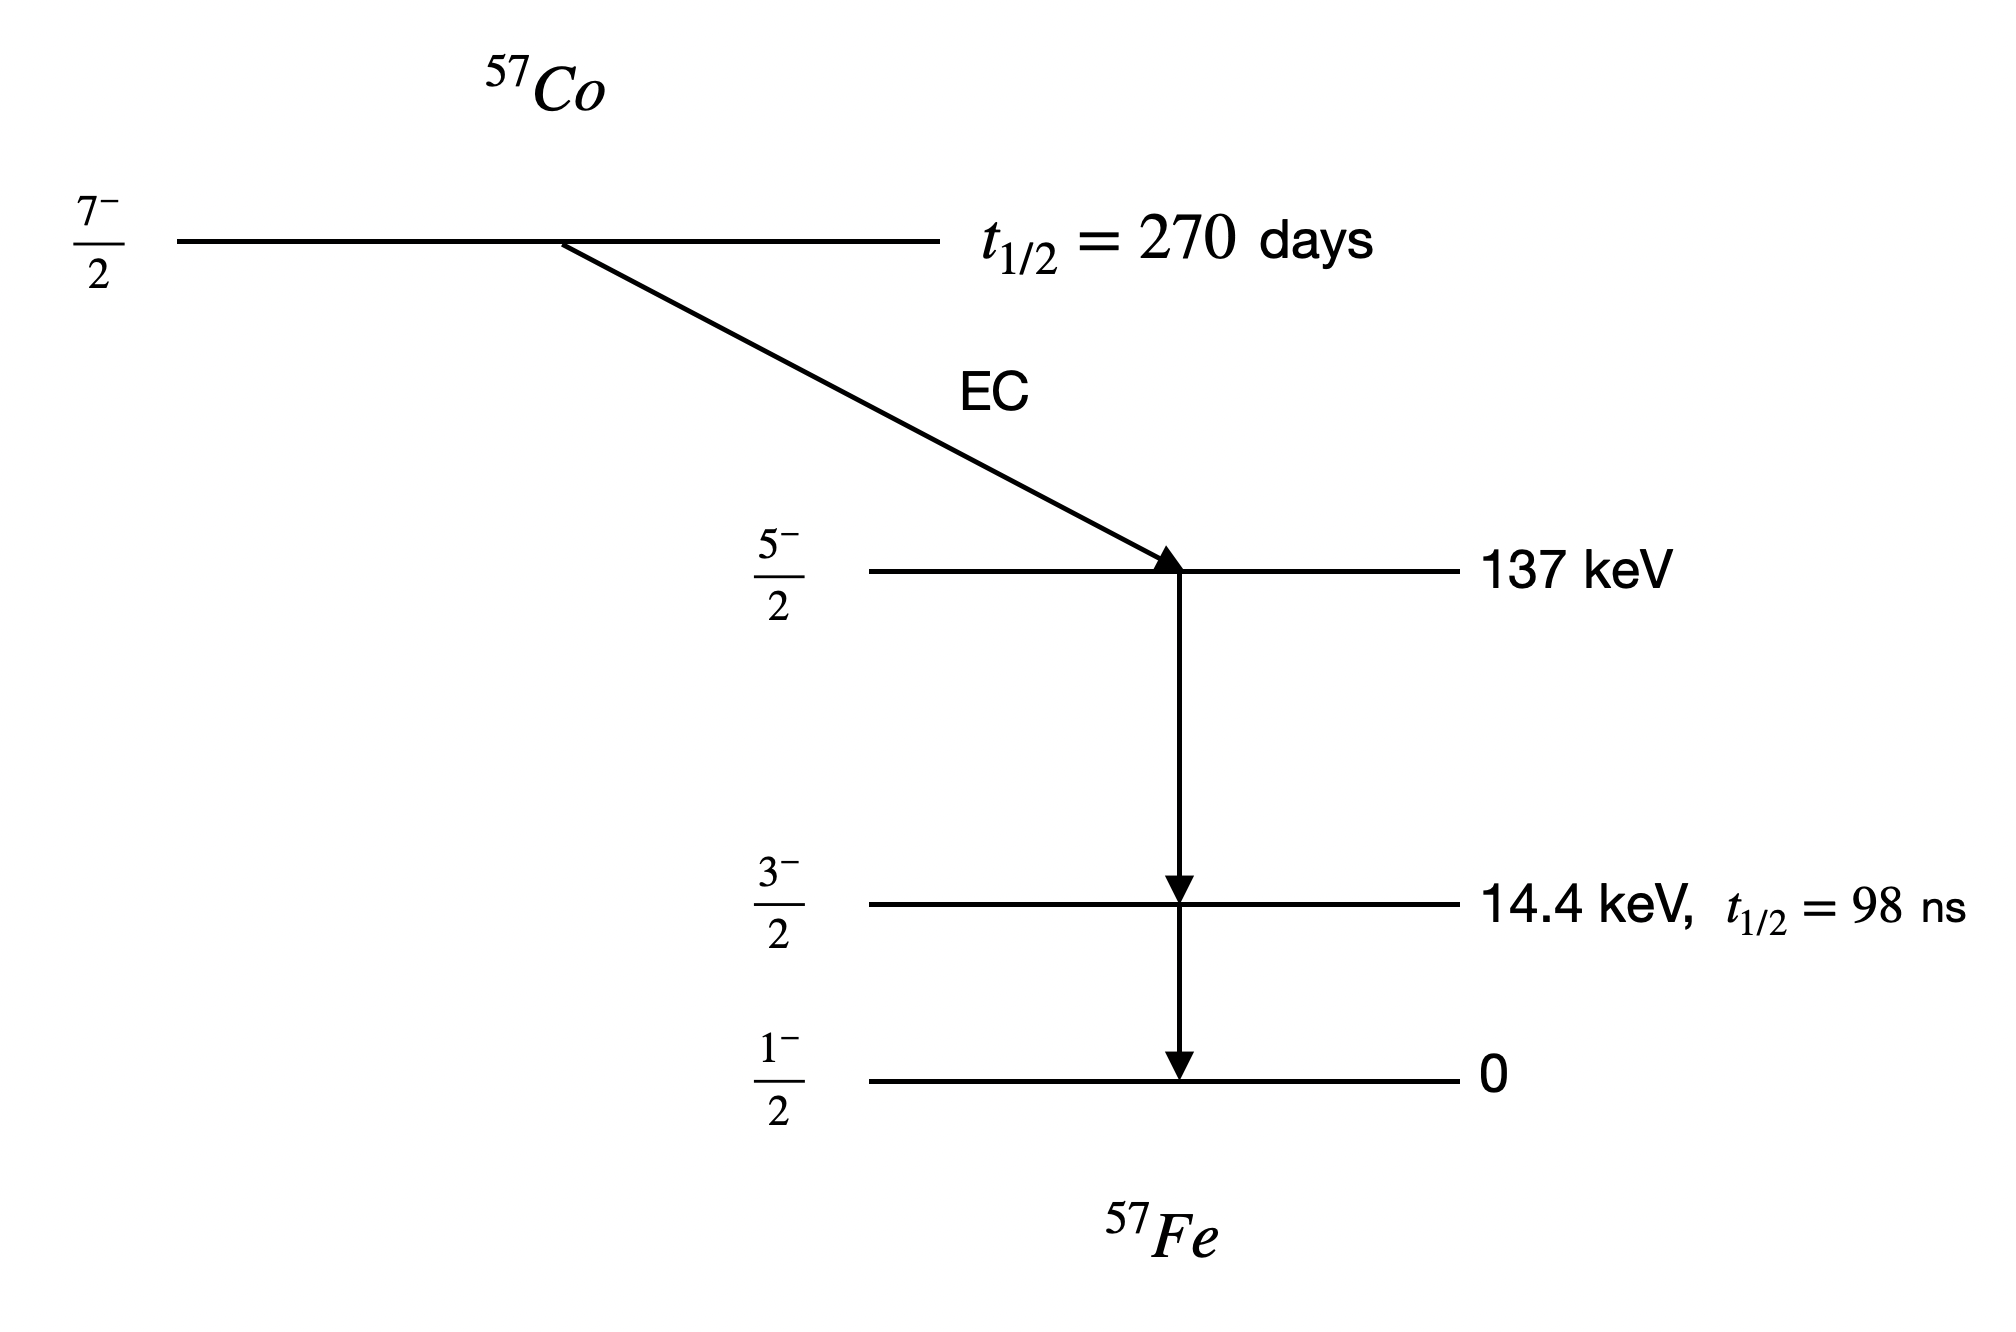 ⁵⁷Co
7⁻/2
t₁/₂ = 270 days
EC
5⁻/2
137 keV
3⁻/2
14.4 keV, t₁/₂ = 98 ns
1⁻/2
0
⁵⁷Fe